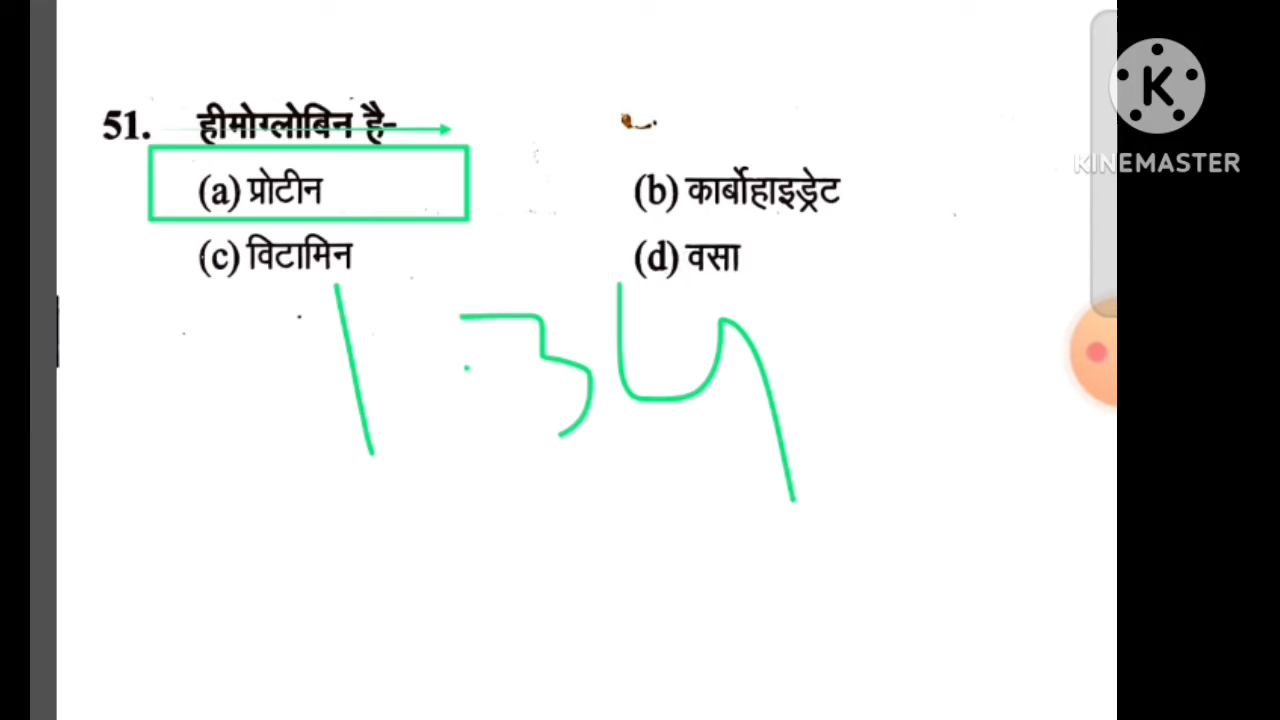 51. हीमोग्लोबिन है-
(a) प्रोटीन (b) कार्बोहाइड्रेट
(c) विटामिन (d) वसा
1.34
K
KINEMASTER